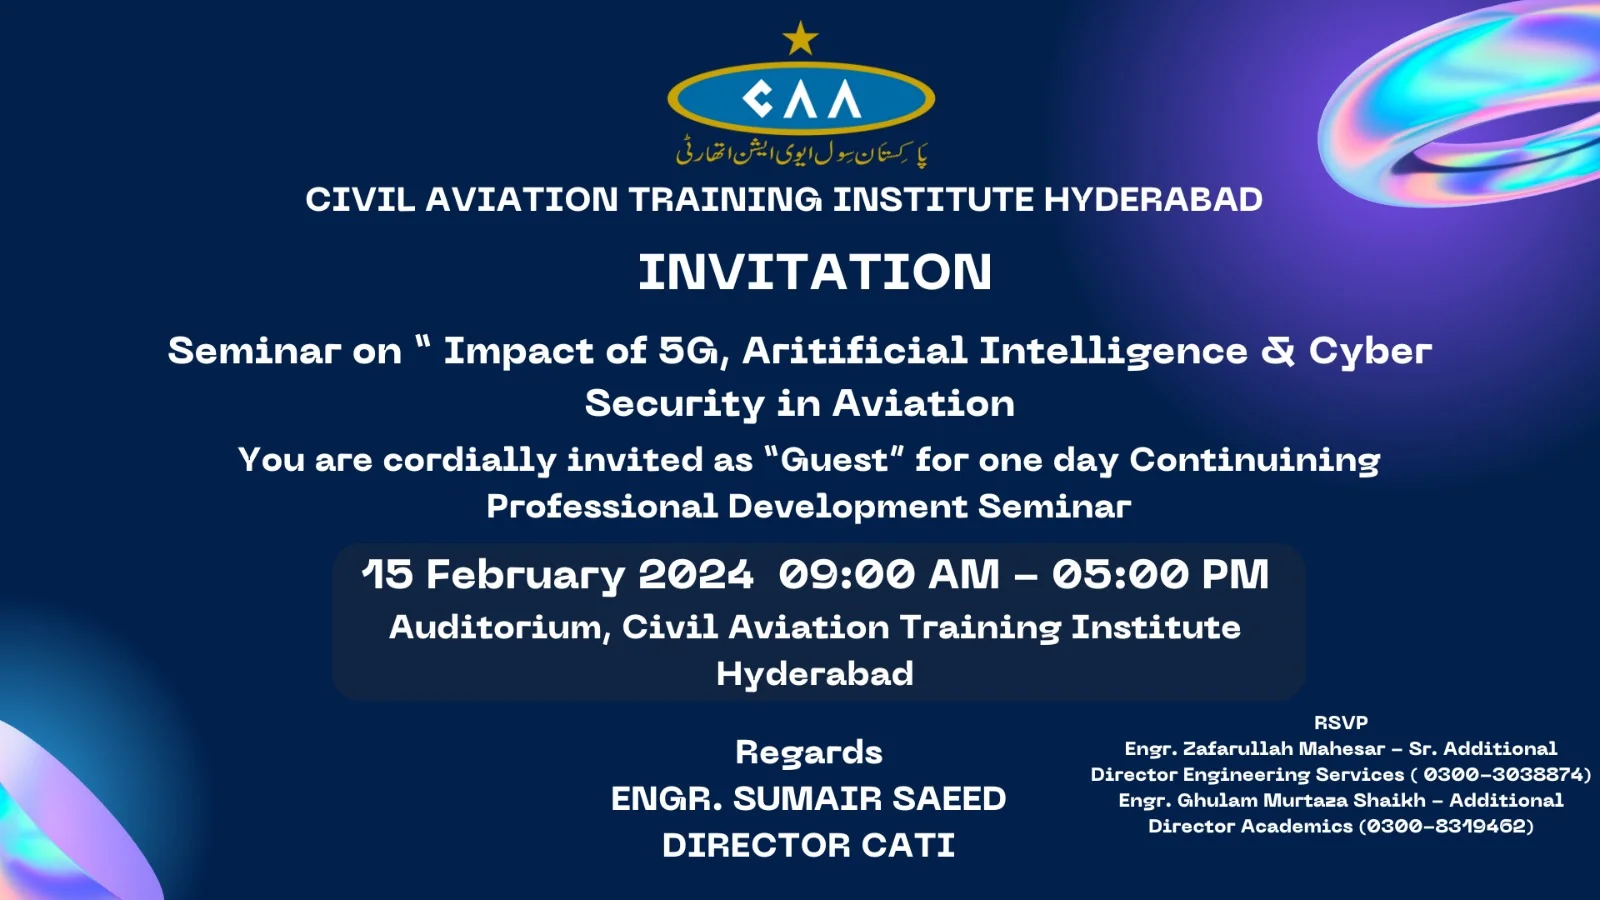 CAA
پاکستان سول ایوی ایشن اتھارٹی
CIVIL AVIATION TRAINING INSTITUTE HYDERABAD
INVITATION
Seminar on “ Impact of 5G, Aritificial Intelligence & Cyber
Security in Aviation
You are cordially invited as “Guest” for one day Continuining
Professional Development Seminar
15 February 2024 09:00 AM - 05:00 PM
Auditorium, Civil Aviation Training Institute
Hyderabad
Regards
ENGR. SUMAIR SAEED
DIRECTOR CATI
RSVP
Engr. Zafarullah Mahesar - Sr. Additional
Director Engineering Services ( 0300-3038874)
Engr. Ghulam Murtaza Shaikh - Additional
Director Academics (0300-8319462)